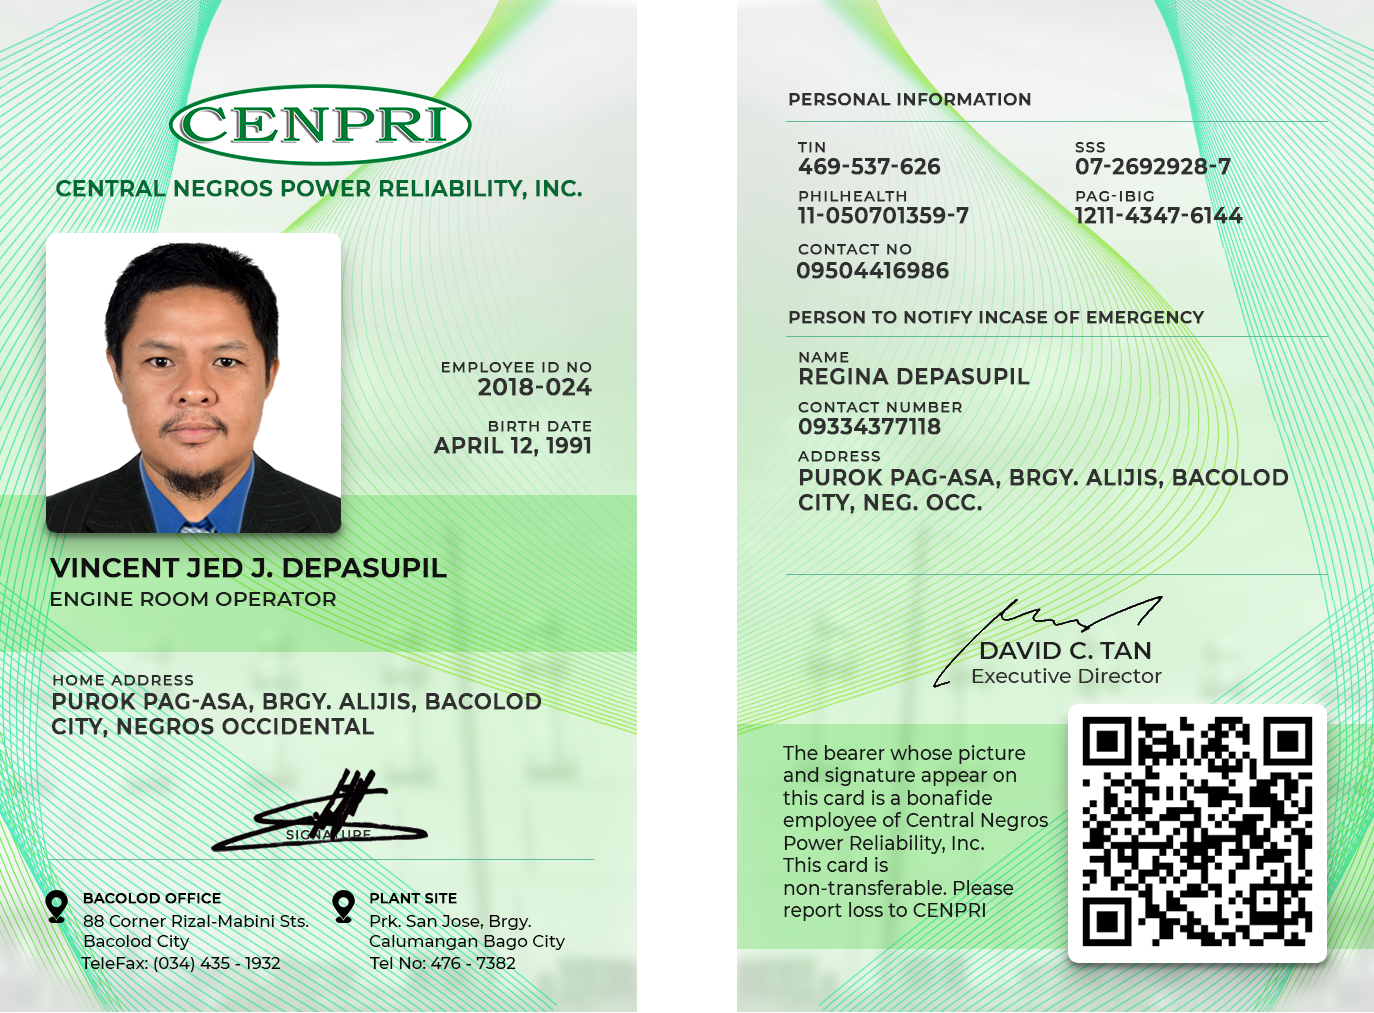 CENPRI
CENTRAL NEGROS POWER RELIABILITY, INC.
EMPLOYEE ID NO
2018-024
BIRTH DATE
APRIL 12, 1991
VINCENT JED J. DEPASUPIL
ENGINE ROOM OPERATOR
HOME ADDRESS
PUROK PAG-ASA, BRGY. ALIJIS, BACOLOD
CITY, NEGROS OCCIDENTAL
SIGNATURE
BACOLOD OFFICE
88 Corner Rizal-Mabini Sts.
Bacolod City
TeleFax: (034) 435 - 1932
PLANT SITE
Prk. San Jose, Brgy.
Calumangan Bago City
Tel No: 476 - 7382
PERSONAL INFORMATION
TIN
469-537-626
SSS
07-2692928-7
PHILHEALTH
11-050701359-7
PAG-IBIG
1211-4347-6144
CONTACT NO
09504416986
PERSON TO NOTIFY INCASE OF EMERGENCY
NAME
REGINA DEPASUPIL
CONTACT NUMBER
09334377118
ADDRESS
PUROK PAG-ASA, BRGY. ALIJIS, BACOLOD
CITY, NEG. OCC.
DAVID C. TAN
Executive Director
The bearer whose picture
and signature appear on
this card is a bonafide
employee of Central Negros
Power Reliability, Inc.
This card is
non-transferable. Please
report loss to CENPRI